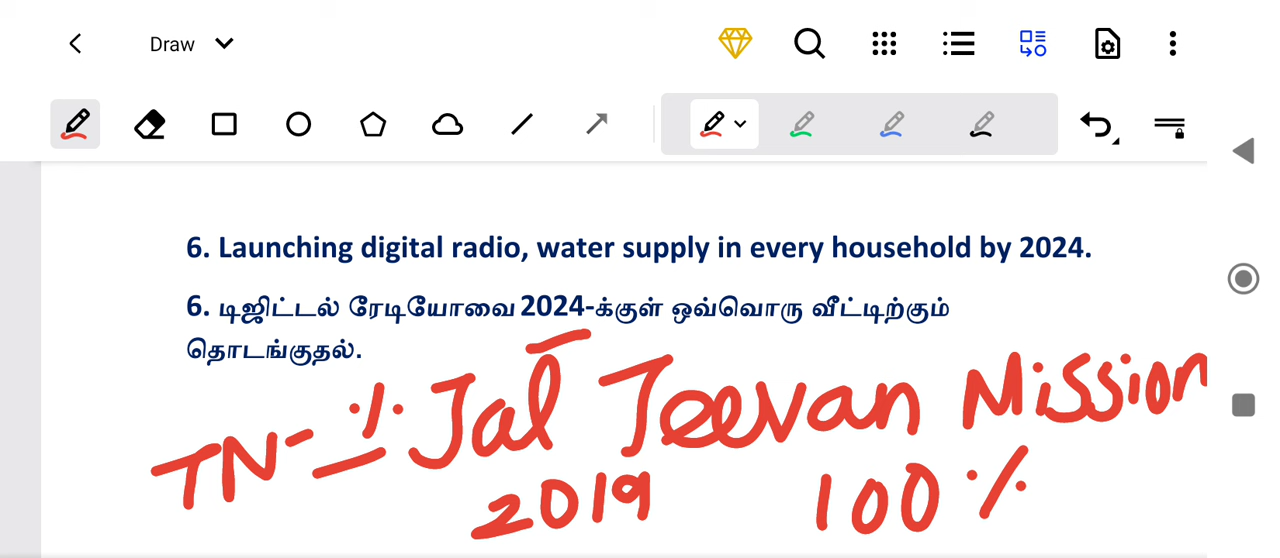 Draw
6. Launching digital radio, water supply in every household by 2024.
6. டிஜிட்டல் ரேடியோவை 2024-க்குள் ஒவ்வொரு வீட்டிற்கும்
தொடங்குதல்.
TN - % Jal Jeevan Mission
2019 100%